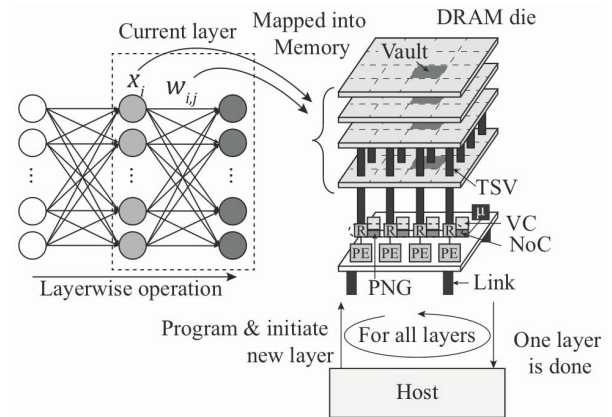 Current layer
Mapped into
Memory
DRAM die
Vault
x_i
w_{i,j}
TSV
μ
VC
R R R R
NoC
PE PE PE PE
PNG
Link
Layerwise operation
Program & initiate
new layer
For all layers
One layer
is done
Host